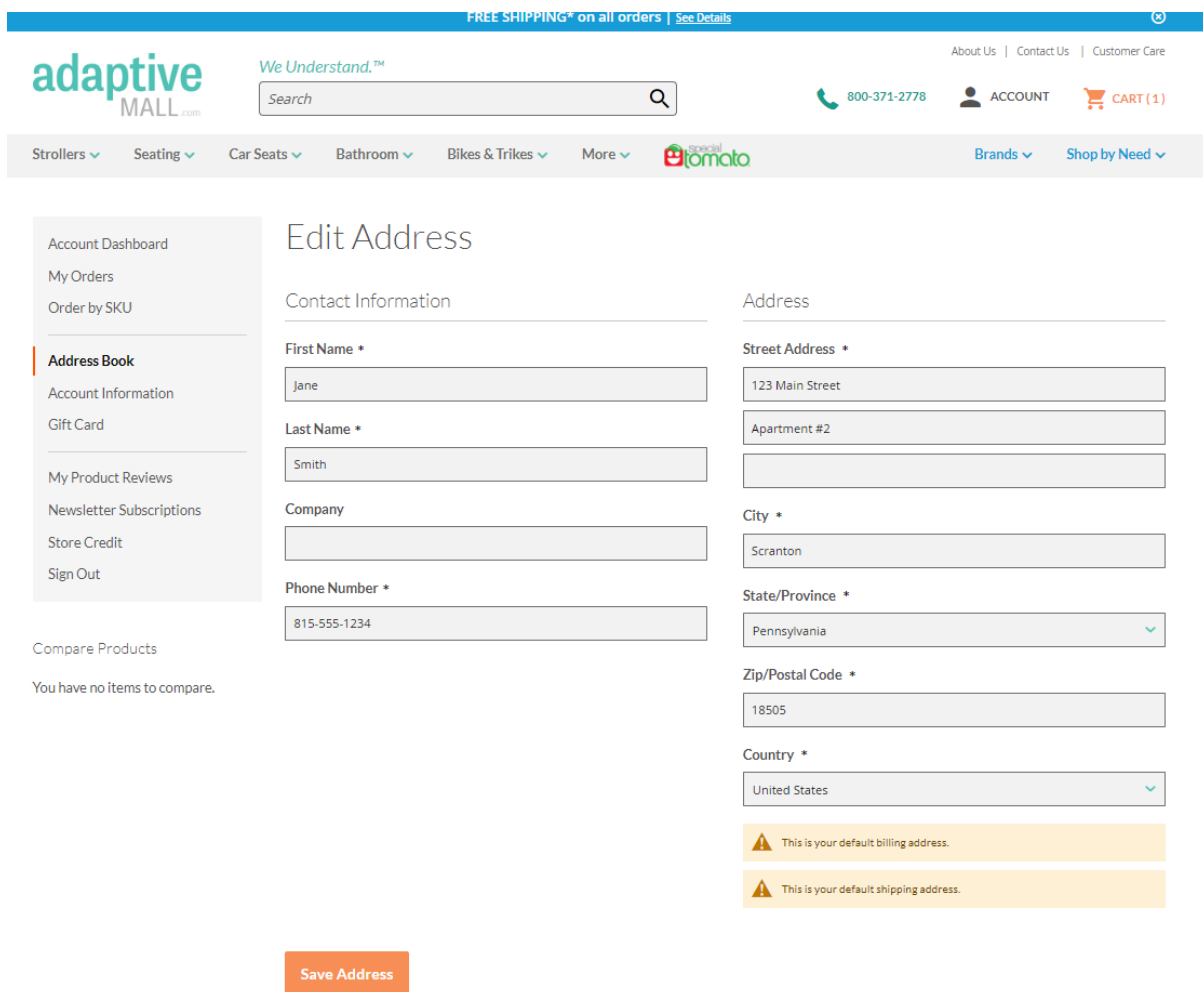 FREE SHIPPING* on all orders | See Details
About Us | Contact Us | Customer Care
adaptive
MALL.com
We Understand.™
Search
800-371-2778
ACCOUNT
CART ( 1 )
Strollers
Seating
Car Seats
Bathroom
Bikes & Trikes
More
special
tomato
Brands
Shop by Need
Account Dashboard
My Orders
Order by SKU
Address Book
Account Information
Gift Card
My Product Reviews
Newsletter Subscriptions
Store Credit
Sign Out
Compare Products
You have no items to compare.
Edit Address
Contact Information
First Name *
Jane
Last Name *
Smith
Company
Phone Number *
815-555-1234
Address
Street Address *
123 Main Street
Apartment #2
City *
Scranton
State/Province *
Pennsylvania
Zip/Postal Code *
18505
Country *
United States
This is your default billing address.
This is your default shipping address.
Save Address